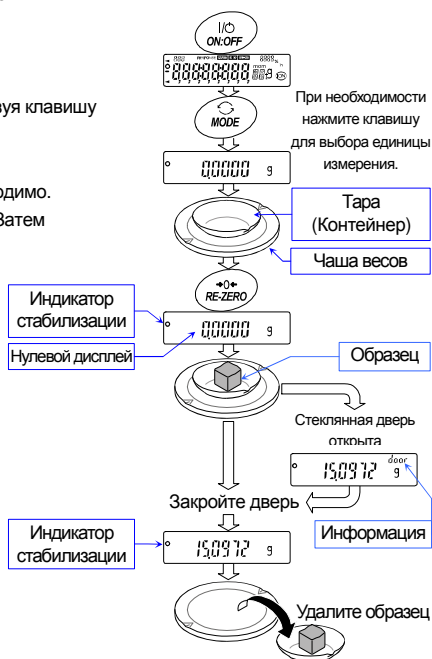 I/⏻
ON:OFF
MODE
При необходимости
нажмите клавишу
для выбора единицы
измерения.
уя клавишу
0.0000 g
одимо.
Затем
Тара
(Контейнер)
Чаша весов
→0←
RE-ZERO
Индикатор
стабилизации
0.0000 g
Нулевой дисплей
Образец
Стеклянная дверь
открыта
door
15.0972 g
Закройте дверь
Информация
Индикатор
стабилизации
15.0972 g
Удалите образец